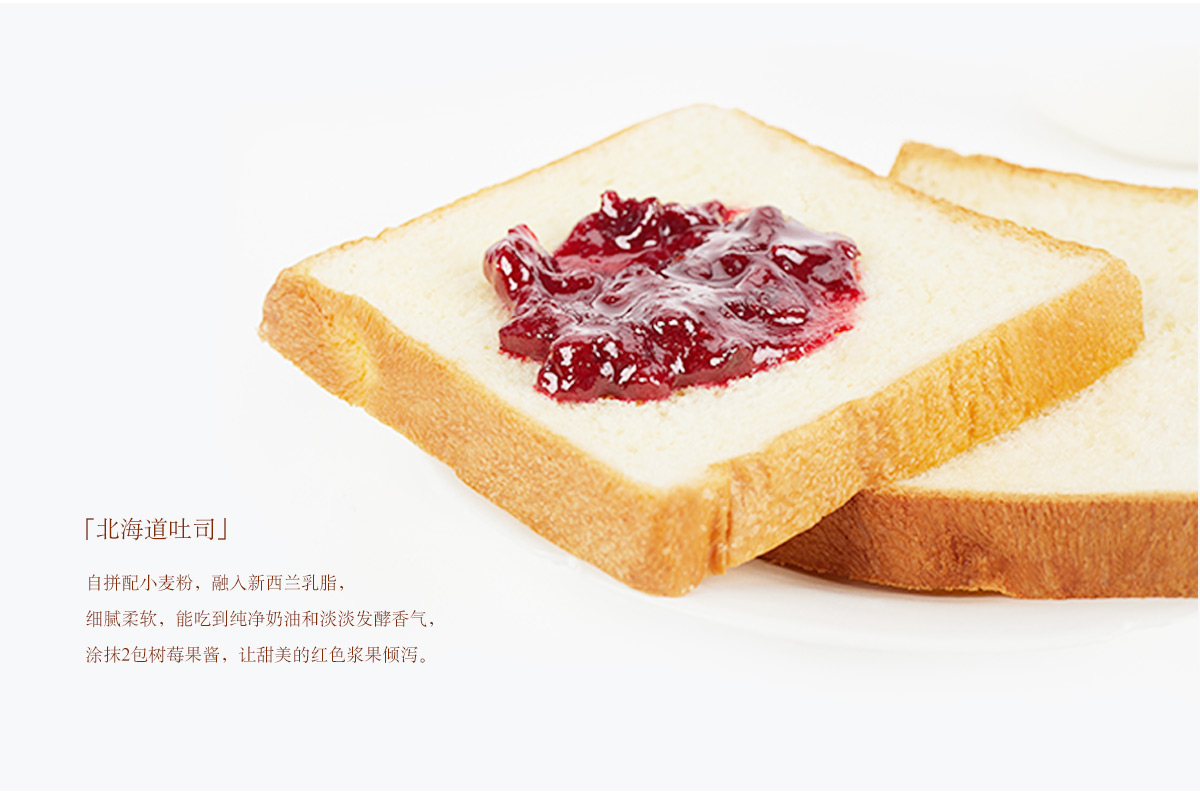 「北海道吐司」
自拼配小麦粉，融入新西兰乳脂，
细腻柔软，能吃到纯净奶油和淡淡发酵香气，
涂抹2包树莓果酱，让甜美的红色浆果倾泻。